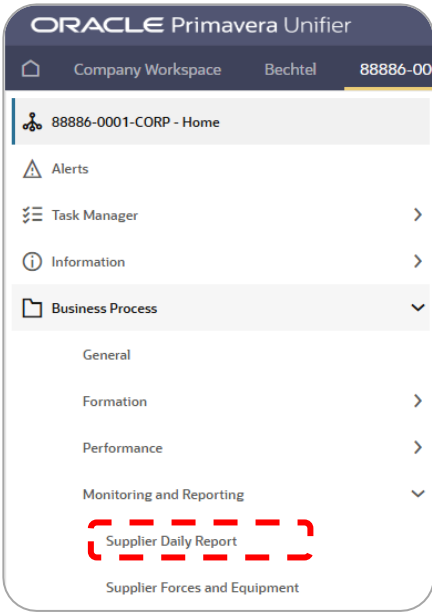 ORACLE Primavera Unifier
Company Workspace Bechtel 88886-00
88886-0001-CORP - Home
Alerts
Task Manager
Information
Business Process
General
Formation
Performance
Monitoring and Reporting
Supplier Daily Report
Supplier Forces and Equipment